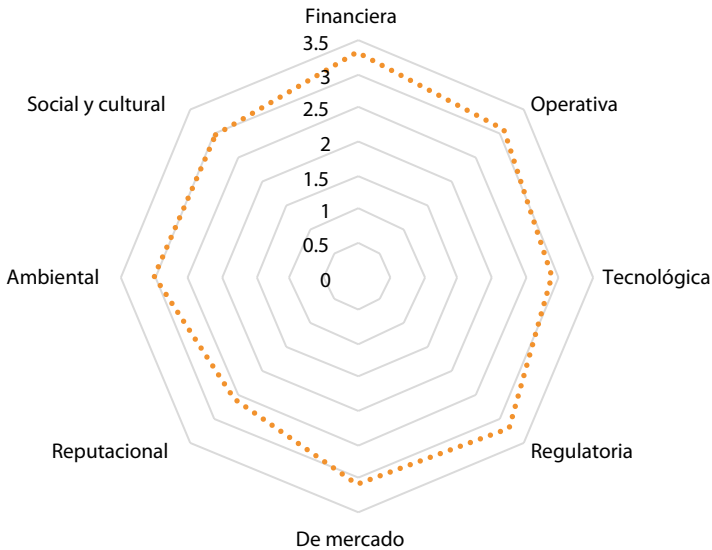 Financiera
3.5
3
2.5
2
1.5
1
0.5
0
Operativa
Tecnológica
Regulatoria
De mercado
Reputacional
Ambiental
Social y cultural